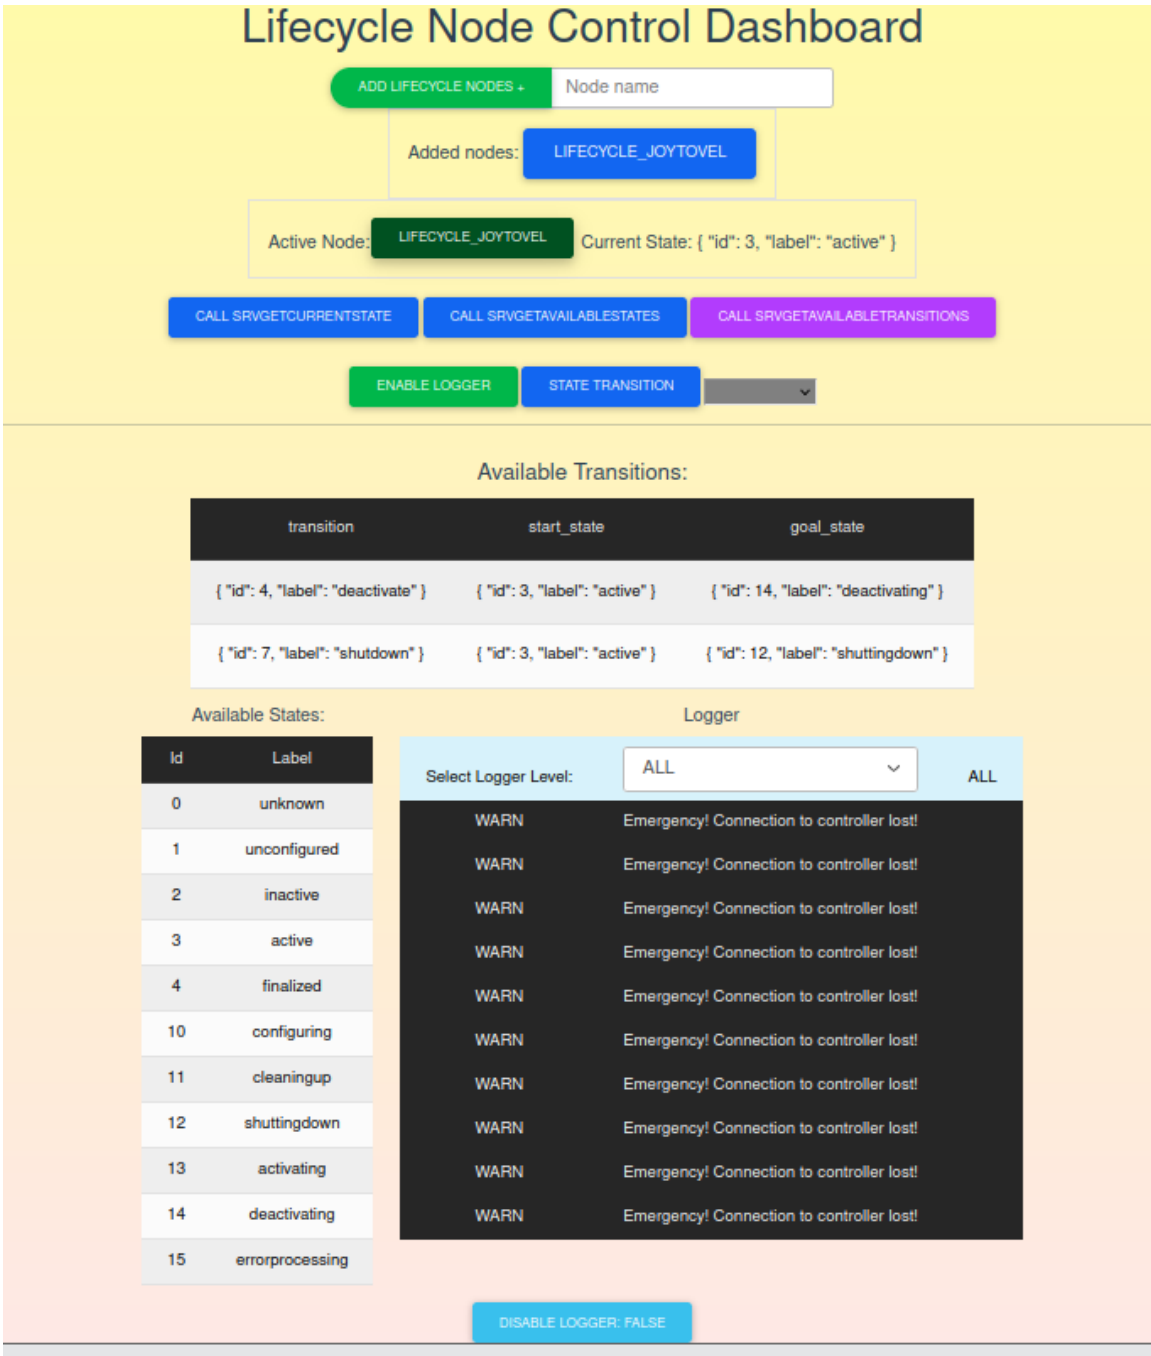 Lifecycle Node Control Dashboard
ADD LIFECYCLE NODES + Node name
Added nodes: LIFECYCLE_JOYTOVEL
Active Node: LIFECYCLE_JOYTOVEL Current State: { "id": 3, "label": "active" }
CALL SRVGETCURRENTSTATE CALL SRVGETAVAILABLESTATES CALL SRVGETAVAILABLETRANSITIONS
ENABLE LOGGER STATE TRANSITION
Available Transitions:
transition start_state goal_state
{ "id": 4, "label": "deactivate" } { "id": 3, "label": "active" } { "id": 14, "label": "deactivating" }
{ "id": 7, "label": "shutdown" } { "id": 3, "label": "active" } { "id": 12, "label": "shuttingdown" }
Available States:
Id Label
0 unknown
1 unconfigured
2 inactive
3 active
4 finalized
10 configuring
11 cleaningup
12 shuttingdown
13 activating
14 deactivating
15 errorprocessing
Logger
Select Logger Level: ALL ALL
WARN Emergency! Connection to controller lost!
WARN Emergency! Connection to controller lost!
WARN Emergency! Connection to controller lost!
WARN Emergency! Connection to controller lost!
WARN Emergency! Connection to controller lost!
WARN Emergency! Connection to controller lost!
WARN Emergency! Connection to controller lost!
WARN Emergency! Connection to controller lost!
WARN Emergency! Connection to controller lost!
WARN Emergency! Connection to controller lost!
DISABLE LOGGER: FALSE